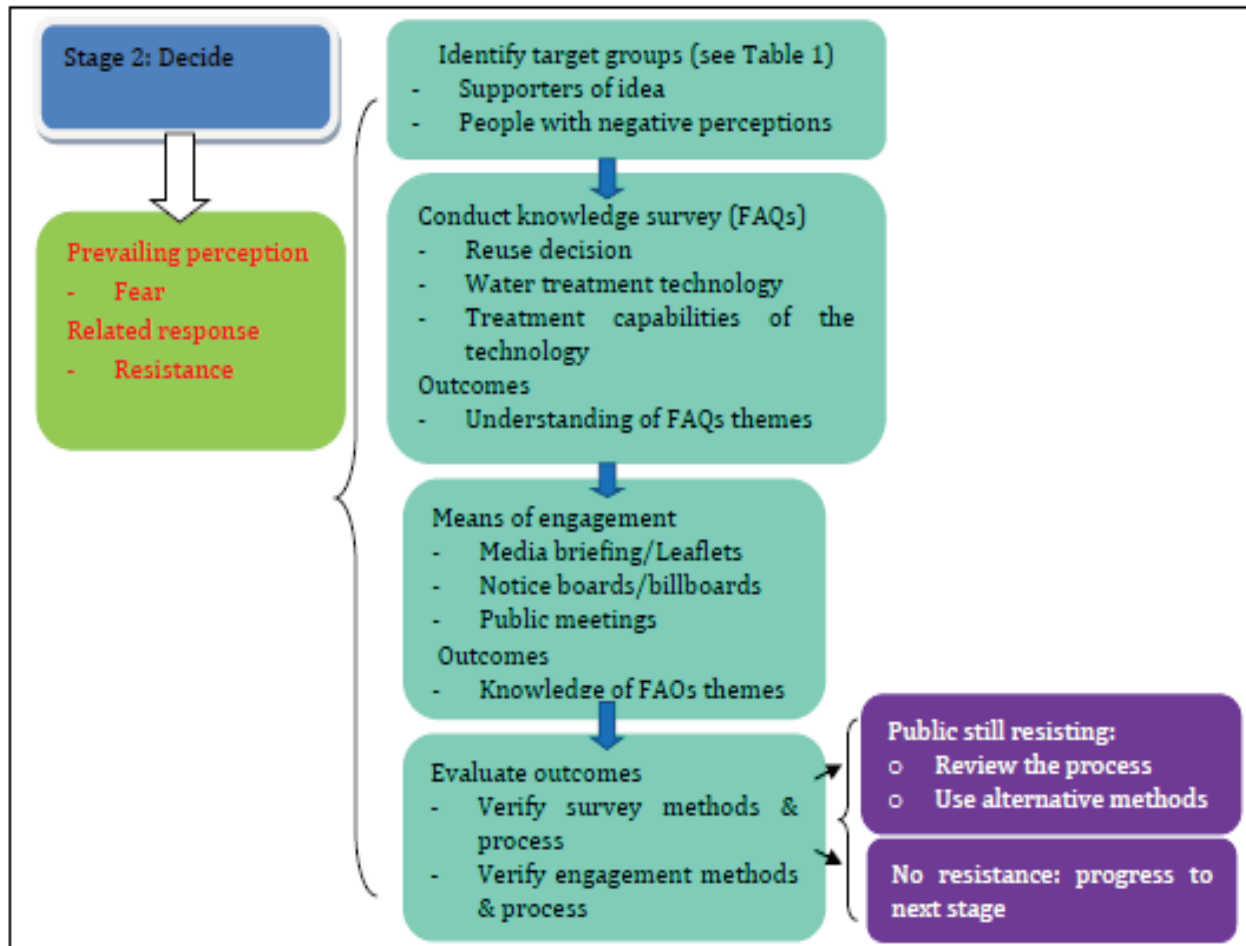 Stage 2: Decide
Prevailing perception
- Fear
Related response
- Resistance
Identify target groups (see Table 1)
- Supporters of idea
- People with negative perceptions
Conduct knowledge survey (FAQs)
- Reuse decision
- Water treatment technology
- Treatment capabilities of the
technology
Outcomes
- Understanding of FAQs themes
Means of engagement
- Media briefing/Leaflets
- Notice boards/billboards
- Public meetings
Outcomes
- Knowledge of FAQs themes
Evaluate outcomes
- Verify survey methods &
process
- Verify engagement methods
& process
Public still resisting:
o Review the process
o Use alternative methods
No resistance: progress to
next stage